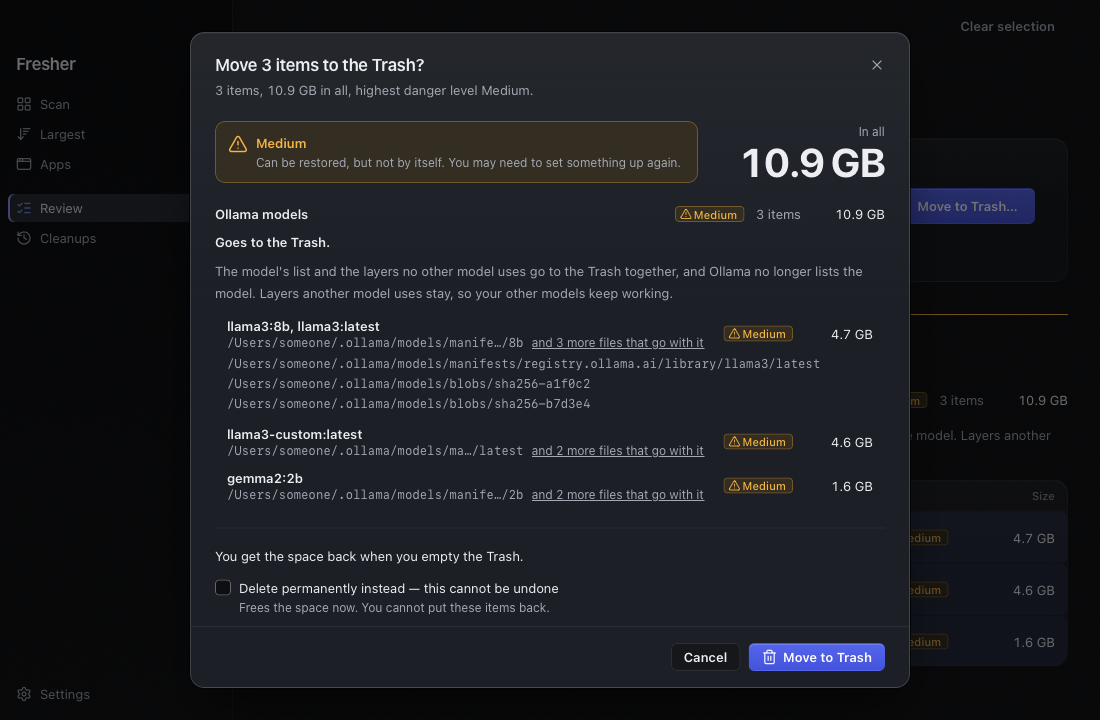 Clear selection
Fresher
Scan
Largest
Apps
Review
Cleanups
Settings
Move 3 items to the Trash?
3 items, 10.9 GB in all, highest danger level Medium.
Medium
Can be restored, but not by itself. You may need to set something up again.
In all
10.9 GB
Ollama models
Medium
3 items
10.9 GB
Goes to the Trash.
The model's list and the layers no other model uses go to the Trash together, and Ollama no longer lists the
model. Layers another model uses stay, so your other models keep working.
llama3:8b, llama3:latest
/Users/someone/.ollama/models/manife…/8b and 3 more files that go with it
Medium
4.7 GB
/Users/someone/.ollama/models/manifests/registry.ollama.ai/library/llama3/latest
/Users/someone/.ollama/models/blobs/sha256-a1f0c2
/Users/someone/.ollama/models/blobs/sha256-b7d3e4
llama3-custom:latest
/Users/someone/.ollama/models/ma…/latest and 2 more files that go with it
Medium
4.6 GB
gemma2:2b
/Users/someone/.ollama/models/manife…/2b and 2 more files that go with it
Medium
1.6 GB
You get the space back when you empty the Trash.
Delete permanently instead — this cannot be undone
Frees the space now. You cannot put these items back.
Cancel
Move to Trash
Move to Trash...
3 items
10.9 GB
model. Layers another
Size
4.7 GB
4.6 GB
1.6 GB